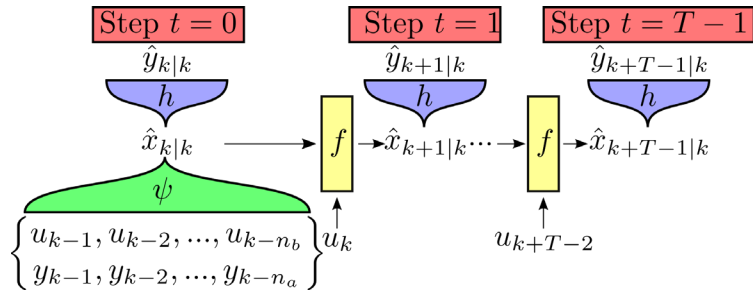 Step t = 0 Step t = 1 Step t = T − 1
ŷ_{k|k} ŷ_{k+1|k} ŷ_{k+T−1|k}
h h h
x̂_{k|k} f x̂_{k+1|k} ... f x̂_{k+T−1|k}
ψ
u_{k−1}, u_{k−2}, ..., u_{k−n_b} u_k u_{k+T−2}
y_{k−1}, y_{k−2}, ..., y_{k−n_a}